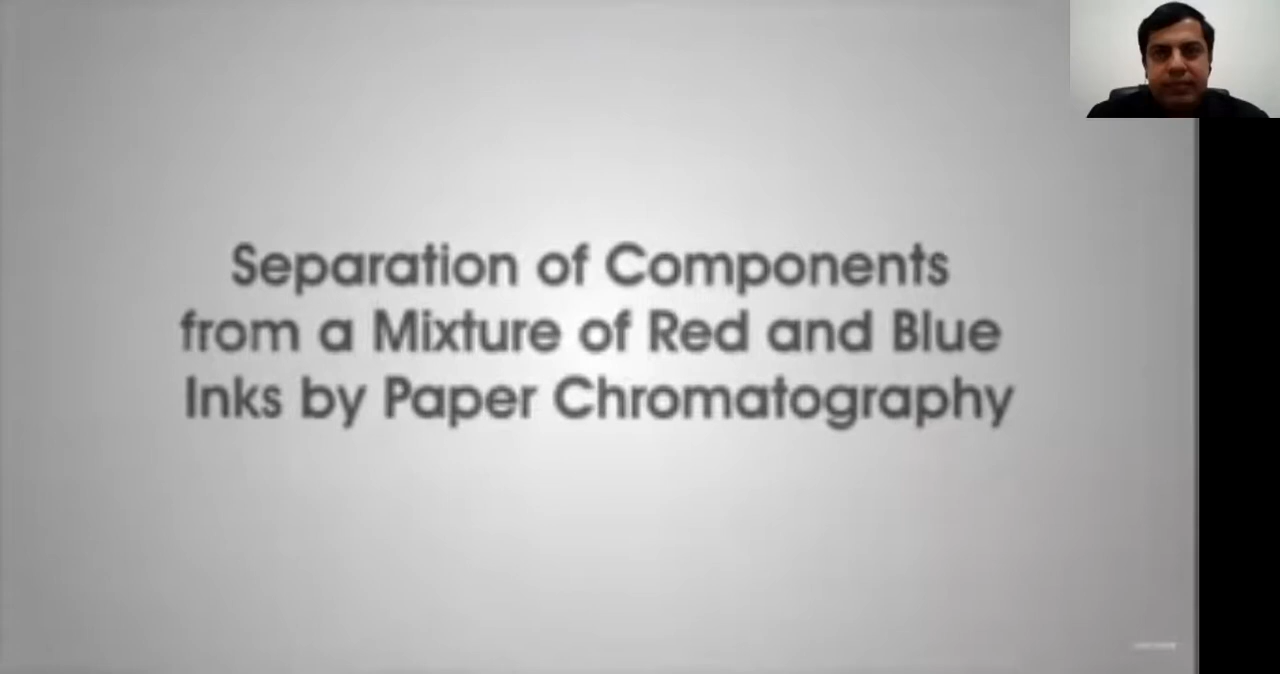 Separation of Components
from a Mixture of Red and Blue
Inks by Paper Chromatography